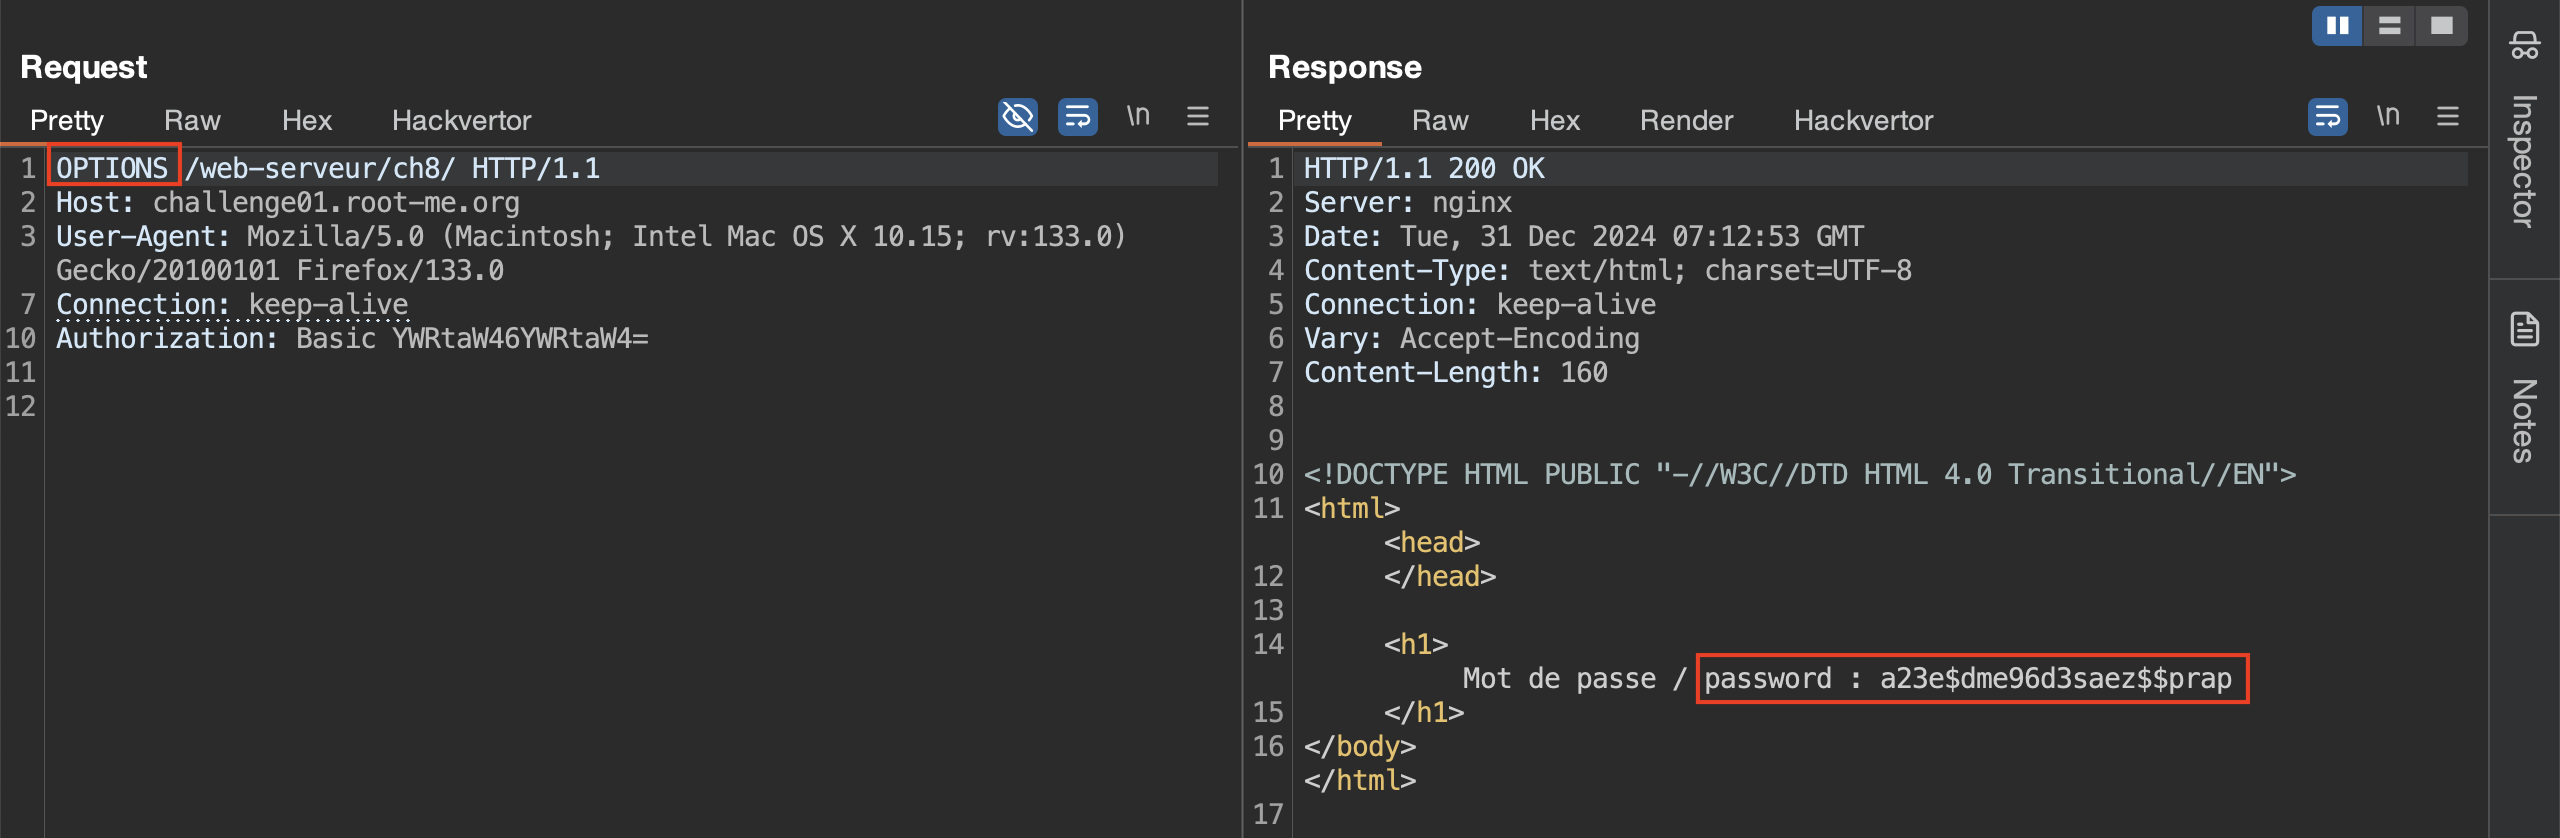 Request
Pretty Raw Hex Hackvertor \n
1 OPTIONS /web-serveur/ch8/ HTTP/1.1
2 Host: challenge01.root-me.org
3 User-Agent: Mozilla/5.0 (Macintosh; Intel Mac OS X 10.15; rv:133.0)
Gecko/20100101 Firefox/133.0
7 Connection: keep-alive
10 Authorization: Basic YWRtaW46YWRtaW4=
11
12
Response
Pretty Raw Hex Render Hackvertor \n
1 HTTP/1.1 200 OK
2 Server: nginx
3 Date: Tue, 31 Dec 2024 07:12:53 GMT
4 Content-Type: text/html; charset=UTF-8
5 Connection: keep-alive
6 Vary: Accept-Encoding
7 Content-Length: 160
8
9
10 <!DOCTYPE HTML PUBLIC "-//W3C//DTD HTML 4.0 Transitional//EN">
11 <html>
<head>
12 </head>
13
14 <h1>
Mot de passe / password : a23e$dme96d3saez$$prap
15 </h1>
16 </body>
</html>
17
Inspector
Notes